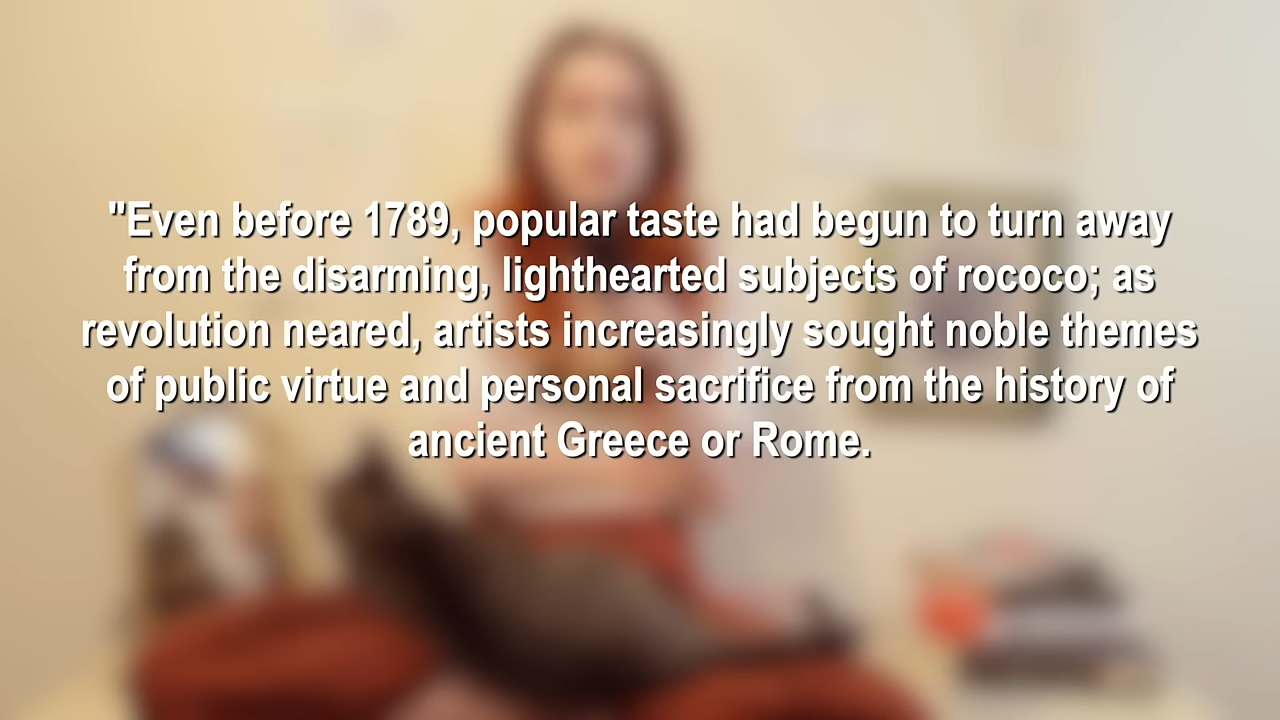 "Even before 1789, popular taste had begun to turn away
from the disarming, lighthearted subjects of rococo; as
revolution neared, artists increasingly sought noble themes
of public virtue and personal sacrifice from the history of
ancient Greece or Rome.